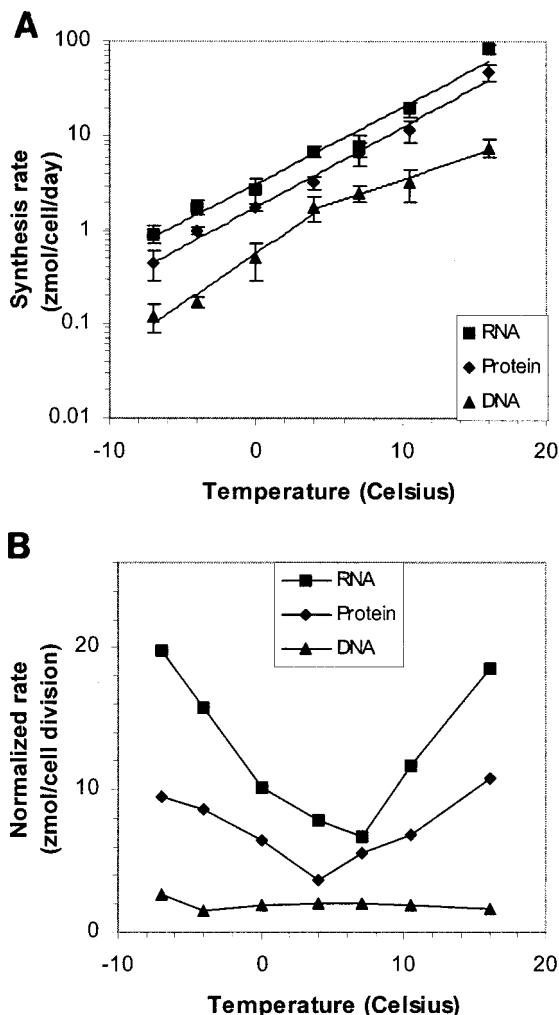 A
100
10
1
0.1
0.01
Synthesis rate
(zmol/cell/day)
RNA
Protein
DNA
-10
0
10
20
Temperature (Celsius)
B
20
10
0
Normalized rate
(zmol/cell division)
RNA
Protein
DNA
-10
0
10
20
Temperature (Celsius)